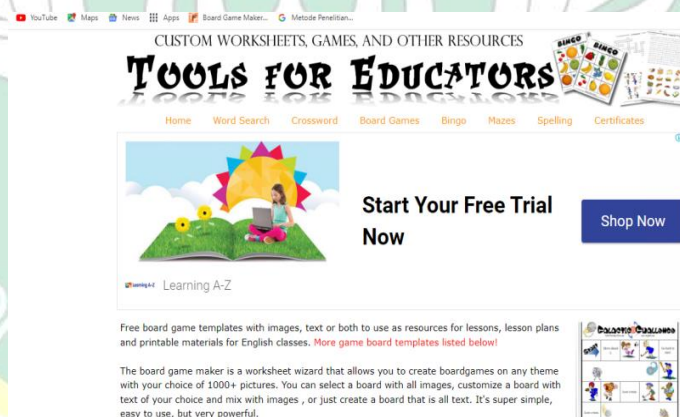 YouTube Maps News Apps Board Game Maker... Metode Penelitian...
CUSTOM WORKSHEETS, GAMES, AND OTHER RESOURCES
TOOLS FOR EDUCATORS
BINGO BINGO
Home Word Search Crossword Board Games Bingo Mazes Spelling Certificates
Start Your Free Trial
Now
Shop Now
Learning A-Z Learning A-Z
Free board game templates with images, text or both to use as resources for lessons, lesson plans
and printable materials for English classes. More game board templates listed below!
Galactic Challenge
The board game maker is a worksheet wizard that allows you to create boardgames on any theme
with your choice of 1000+ pictures. You can select a board with all images, customize a board with
text of your choice and mix with images , or just create a board that is all text. It's super simple,
easy to use, but very powerful.